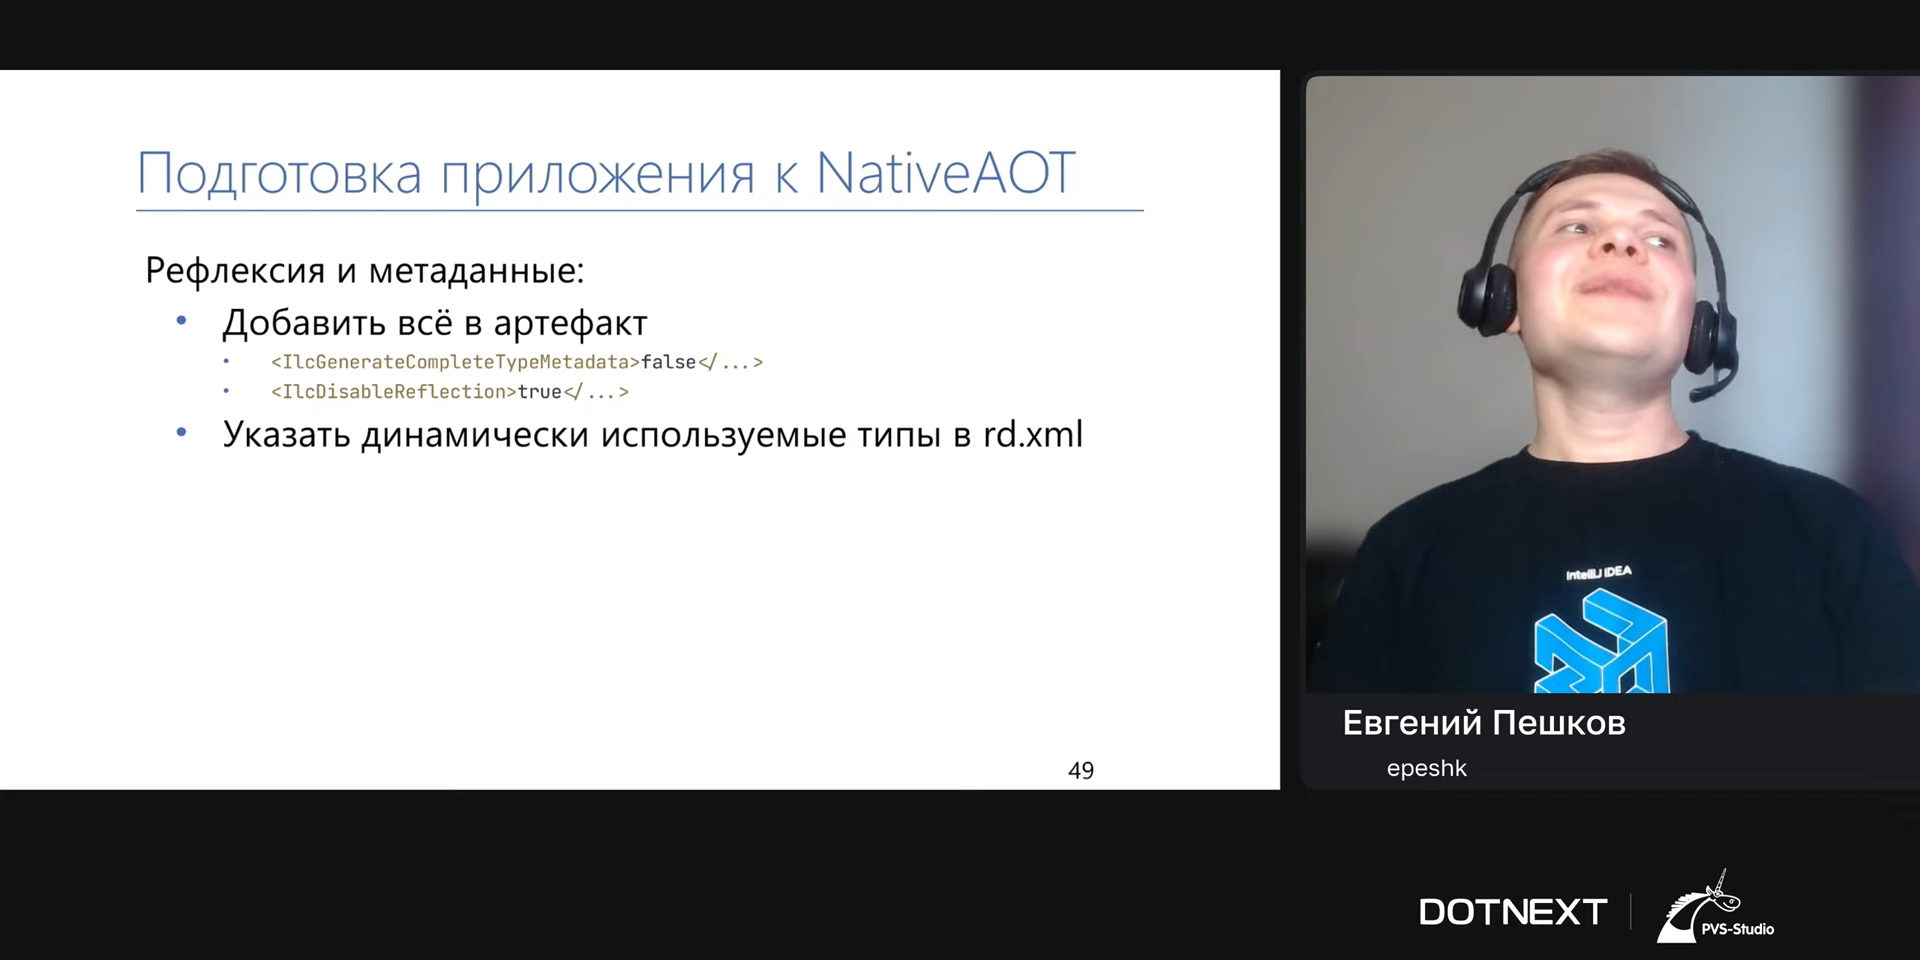 Подготовка приложения к NativeAOT
Рефлексия и метаданные:
• Добавить всё в артефакт
• <IlcGenerateCompleteTypeMetadata>false</...>
• <IlcDisableReflection>true</...>
• Указать динамически используемые типы в rd.xml
49
IntelliJ IDEA
Евгений Пешков
epeshk
DOTNEXT
PVS-Studio